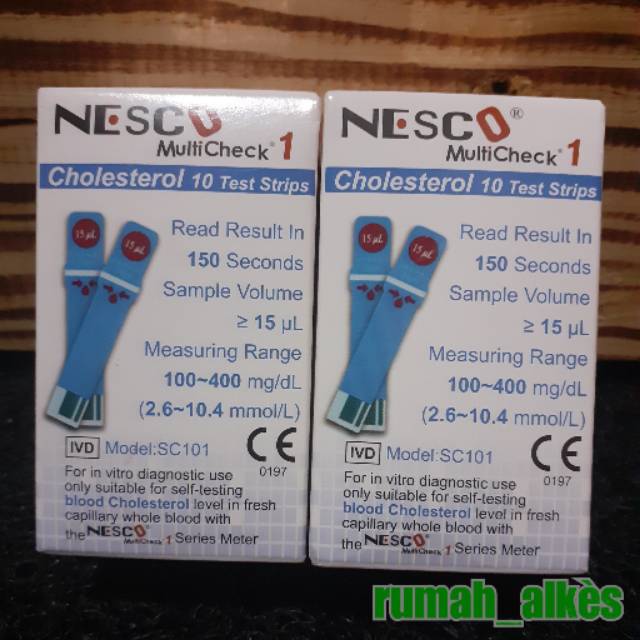 NESCO
MultiCheck® 1
Cholesterol 10 Test Strips
15 µL
15 µL
Read Result In
150 Seconds
Sample Volume
≥ 15 µL
Measuring Range
100~400 mg/dL
(2.6~10.4 mmol/L)
IVD Model:SC101
CE
0197
For in vitro diagnostic use
only suitable for self-testing
blood Cholesterol level in fresh
capillary whole blood with
the NESCO MultiCheck 1 Series Meter
NESCO®
MultiCheck® 1
Cholesterol 10 Test Strips
15 µL
15 µL
Read Result In
150 Seconds
Sample Volume
≥ 15 µL
Measuring Range
100~400 mg/dL
(2.6~10.4 mmol/L)
IVD Model:SC101
CE
0197
For in vitro diagnostic use
only suitable for self-testing
blood Cholesterol level in fresh
capillary whole blood with
the NESCO MultiCheck 1 Series Meter
rumah_alkès